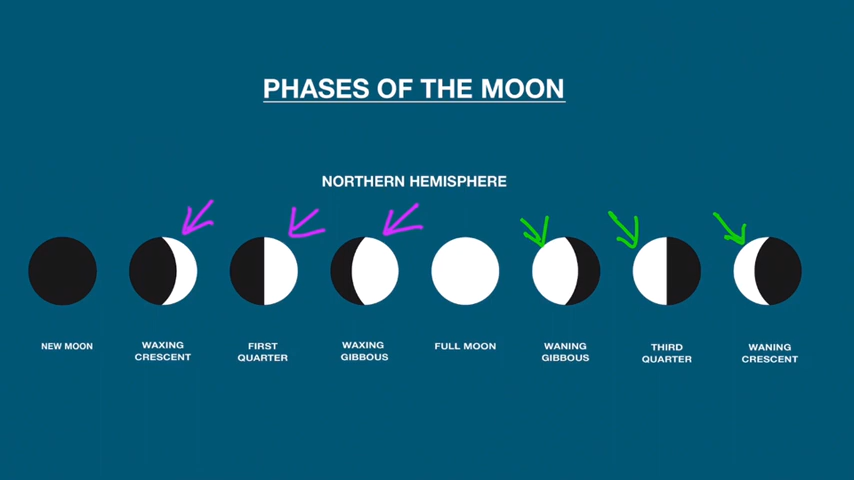 PHASES OF THE MOON
NORTHERN HEMISPHERE
NEW MOON
WAXING
CRESCENT
FIRST
QUARTER
WAXING
GIBBOUS
FULL MOON
WANING
GIBBOUS
THIRD
QUARTER
WANING
CRESCENT